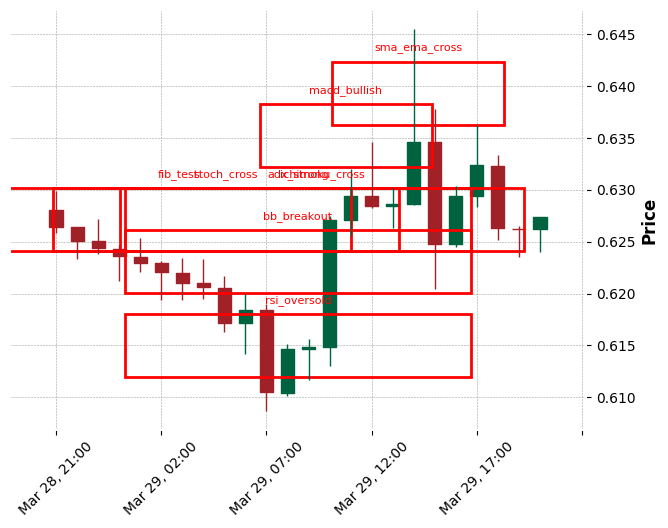 sma_ema_cross
0.645
macd_bullish
0.640
0.635
fib_test
stoch_cross
adx_strong
ichimoku_cross
0.630
bb_breakout
0.625
Price
0.620
rsi_oversold
0.615
0.610
Mar 28, 21:00
Mar 29, 02:00
Mar 29, 07:00
Mar 29, 12:00
Mar 29, 17:00